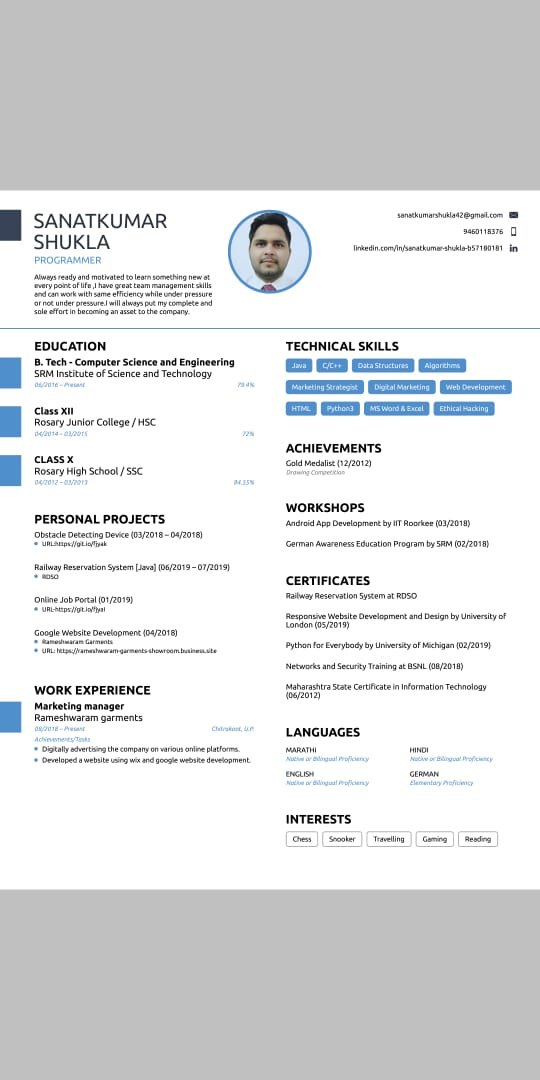 SANATKUMAR
SHUKLA
PROGRAMMER
Always ready and motivated to learn something new at
every point of life ,I have great team management skills
and can work with same efficiency while under pressure
or not under pressure.I will always put my complete and
sole effort in becoming an asset to the company.
sanatkumarshukla42@gmail.com
9460118376
linkedin.com/in/sanatkumar-shukla-b57180181
EDUCATION
B. Tech - Computer Science and Engineering
SRM Institute of Science and Technology
06/2016 – Present 79.4%
Class XII
Rosary Junior College / HSC
04/2014 – 03/2015 72%
CLASS X
Rosary High School / SSC
04/2012 – 03/2013 84.55%
PERSONAL PROJECTS
Obstacle Detecting Device (03/2018 – 04/2018)
URL:https://git.io/fjyak
Railway Reservation System [Java] (06/2019 – 07/2019)
RDSO
Online Job Portal (01/2019)
URL-https://git.io/fjyal
Google Website Development (04/2018)
Rameshwaram Garments
URL: https://rameshwaram-garments-showroom.business.site
WORK EXPERIENCE
Marketing manager
Rameshwaram garments
08/2018 – Present Chitrakoot, U.P.
Achievements/Tasks
Digitally advertising the company on various online platforms.
Developed a website using wix and google website development.
TECHNICAL SKILLS
Java C/C++ Data Structures Algorithms
Marketing Strategist Digital Marketing Web Development
HTML Python3 MS Word & Excel Ethical Hacking
ACHIEVEMENTS
Gold Medalist (12/2012)
Drawing Competition
WORKSHOPS
Android App Development by IIT Roorkee (03/2018)
German Awareness Education Program by SRM (02/2018)
CERTIFICATES
Railway Reservation System at RDSO
Responsive Website Development and Design by University of
London (05/2019)
Python for Everybody by University of Michigan (02/2019)
Networks and Security Training at BSNL (08/2018)
Maharashtra State Certificate in Information Technology
(06/2012)
LANGUAGES
MARATHI HINDI
Native or Bilingual Proficiency Native or Bilingual Proficiency
ENGLISH GERMAN
Native or Bilingual Proficiency Elementary Proficiency
INTERESTS
Chess Snooker Travelling Gaming Reading